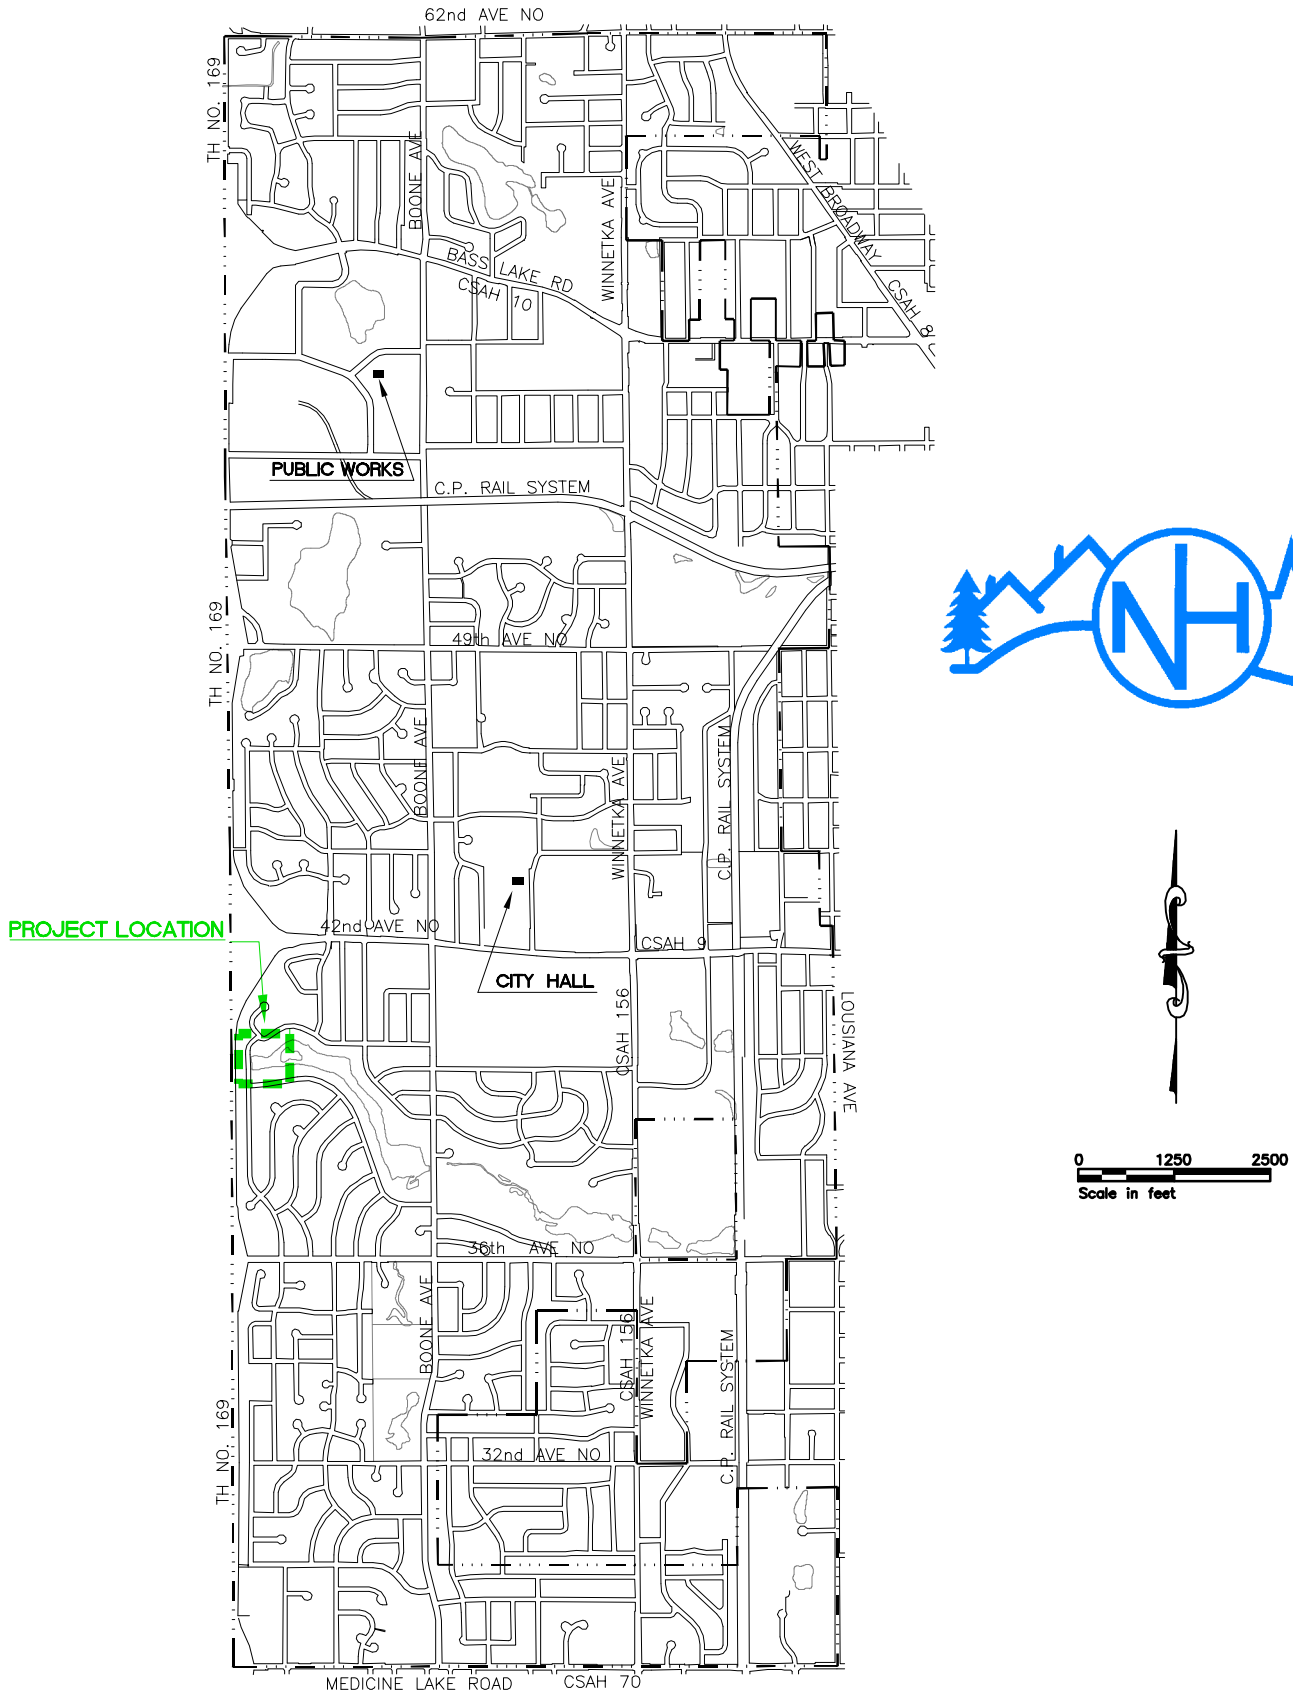 62nd AVE NO
TH NO. 169
BOONE AVE
WINNETKA AVE
WEST BROADWAY
CSAH 8
BASS LAKE RD
CSAH 10
PUBLIC WORKS
C.P. RAIL SYSTEM
NH
TH NO. 169
49th AVE NO
BOONE AVE
WINNETKA AVE
C.P. RAIL SYSTEM
PROJECT LOCATION
42nd AVE NO
CSAH 9
CITY HALL
CSAH 156
LOUSIANA AVE
0 1250 2500
Scale in feet
36th AVE NO
BOONE AVE
CSAH 156
WINNETKA AVE
C.P. RAIL SYSTEM
TH NO. 169
32nd AVE NO
MEDICINE LAKE ROAD CSAH 70